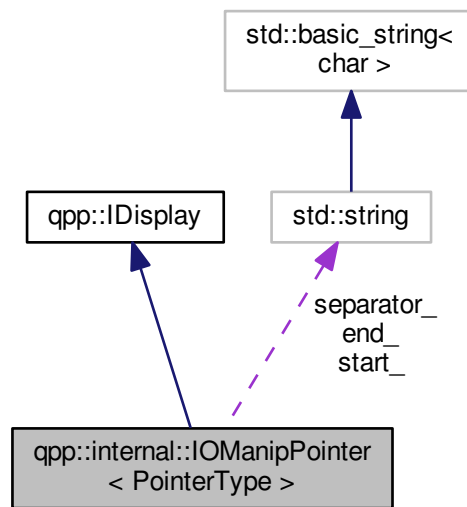 std::basic_string<
char >
qpp::IDisplay
std::string
separator_
end_
start_
qpp::internal::IOManipPointer
< PointerType >